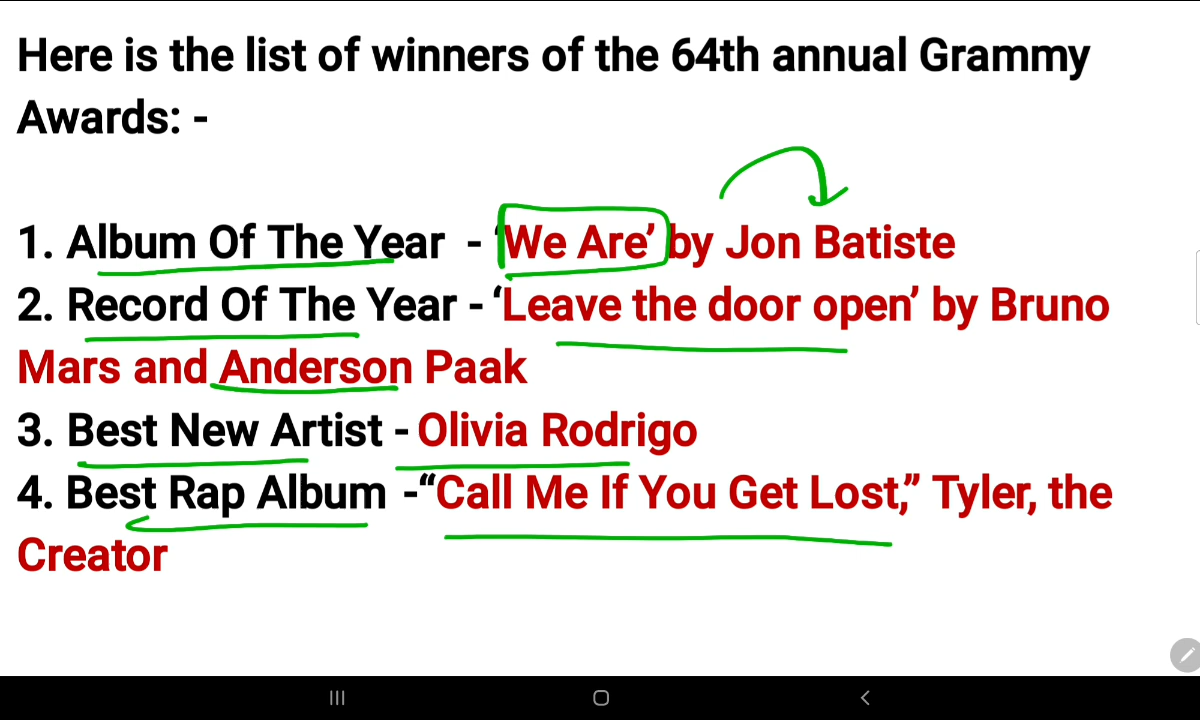 Here is the list of winners of the 64th annual Grammy
Awards: -
1. Album Of The Year - ‘We Are’ by Jon Batiste
2. Record Of The Year - ‘Leave the door open’ by Bruno
Mars and Anderson Paak
3. Best New Artist - Olivia Rodrigo
4. Best Rap Album -“Call Me If You Get Lost,” Tyler, the
Creator